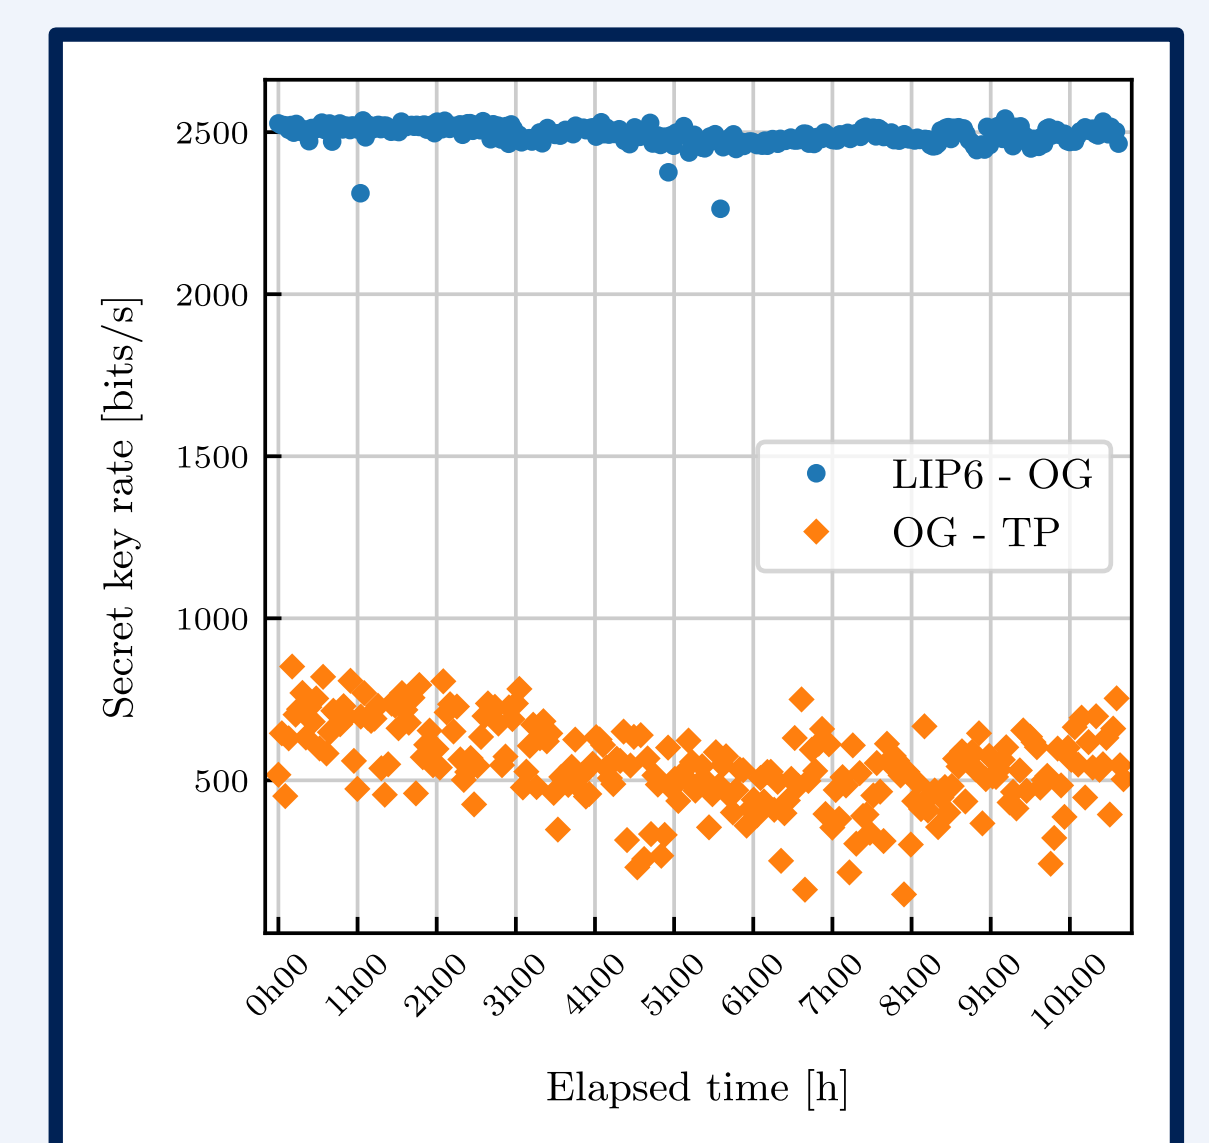 2500
2000
1500
1000
500
Secret key rate [bits/s]
LIP6 - OG
OG - TP
0h00
1h00
2h00
3h00
4h00
5h00
6h00
7h00
8h00
9h00
10h00
Elapsed time [h]